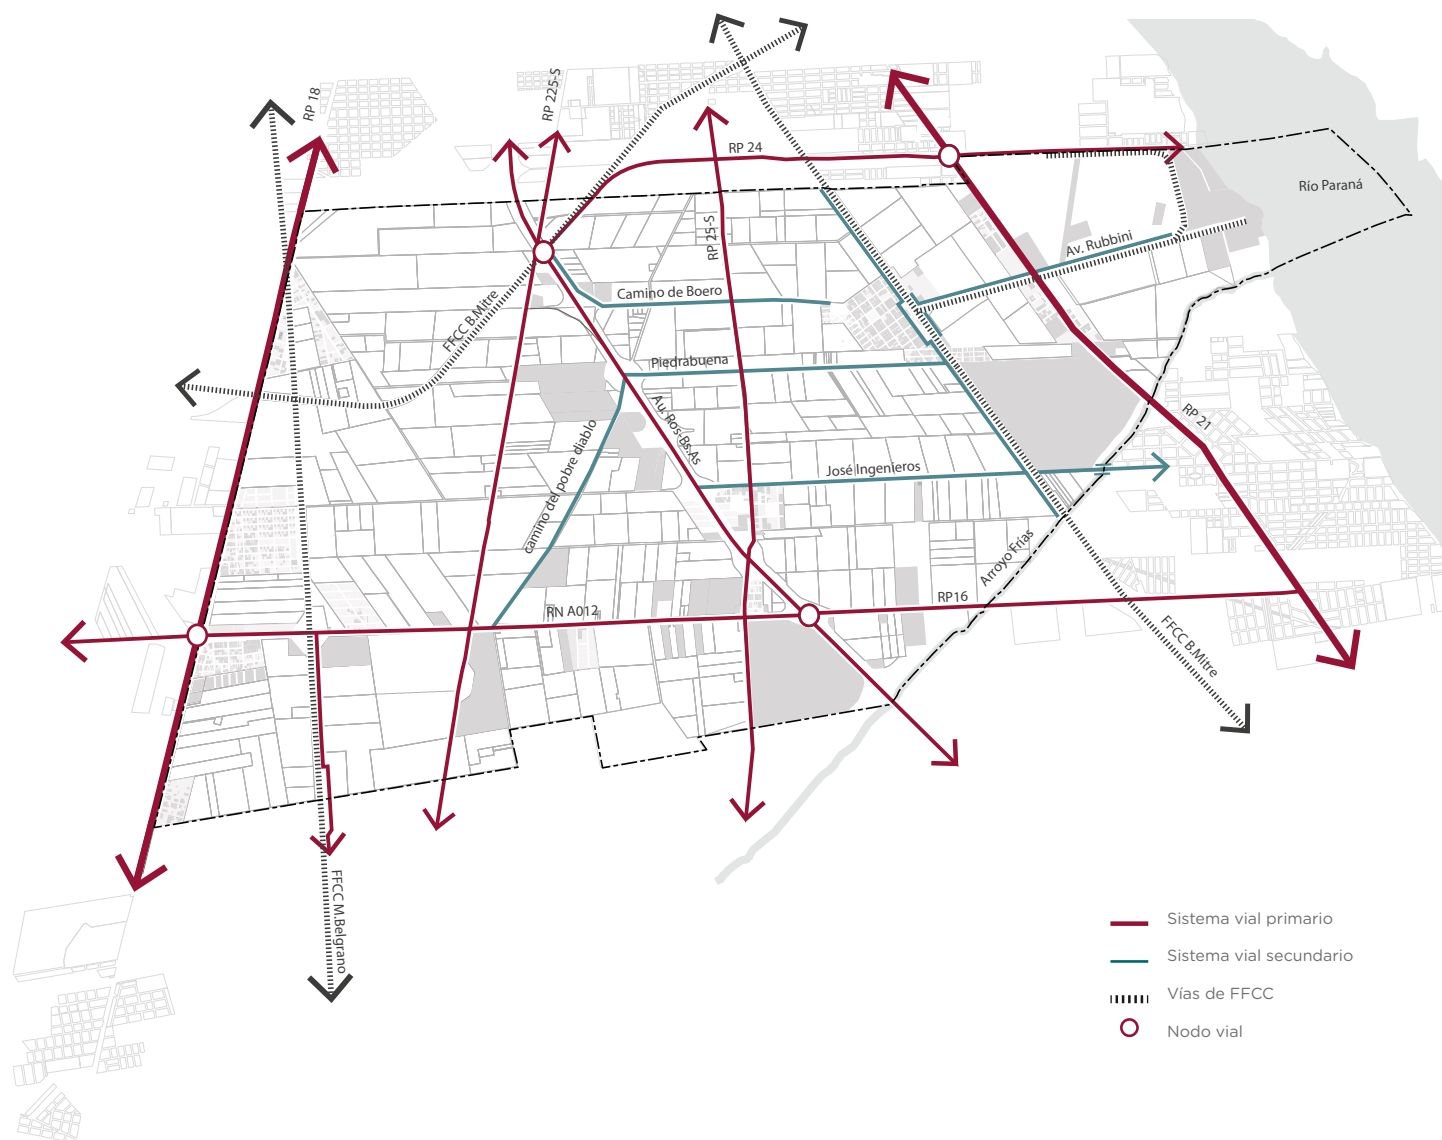 RP 18
RP 225-S
RP 24
Río Paraná
RP 25-S
Av. Rubbini
Camino de Boero
FFCC B.Mitre
Piedrabuena
Au. Ros-Bs.As
RP 21
camino del pobre diablo
José Ingenieros
Arroyo Frías
RN A012
RP16
FFCC B.Mitre
FFCC M.Belgrano
Sistema vial primario
Sistema vial secundario
Vías de FFCC
Nodo vial